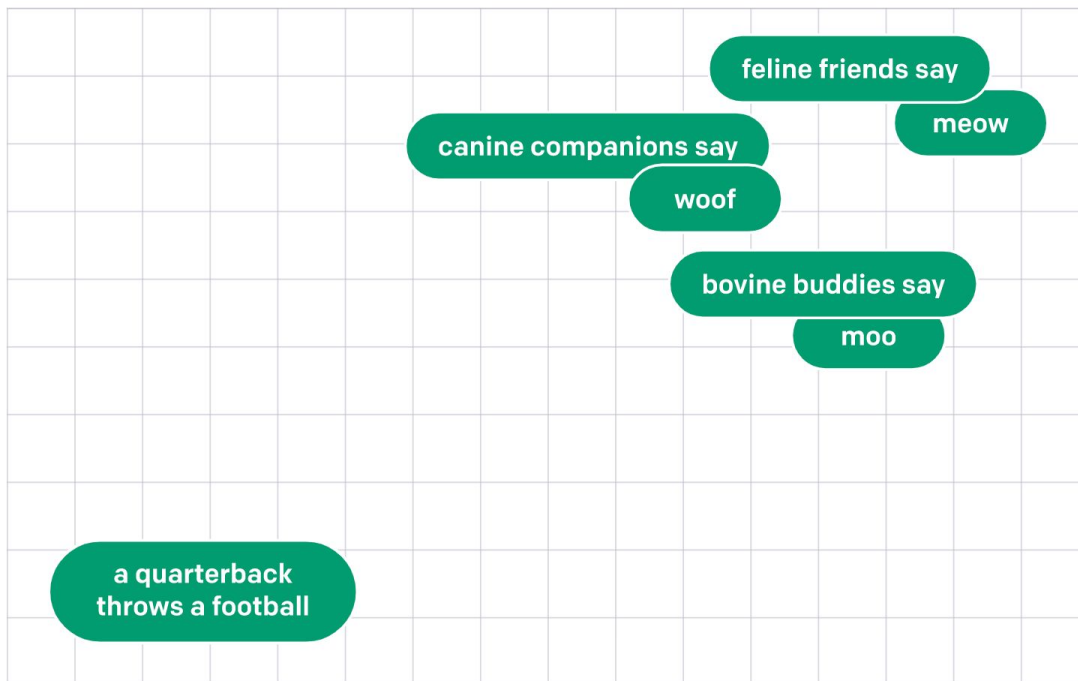 feline friends say
meow
canine companions say
woof
bovine buddies say
moo
a quarterback
throws a football